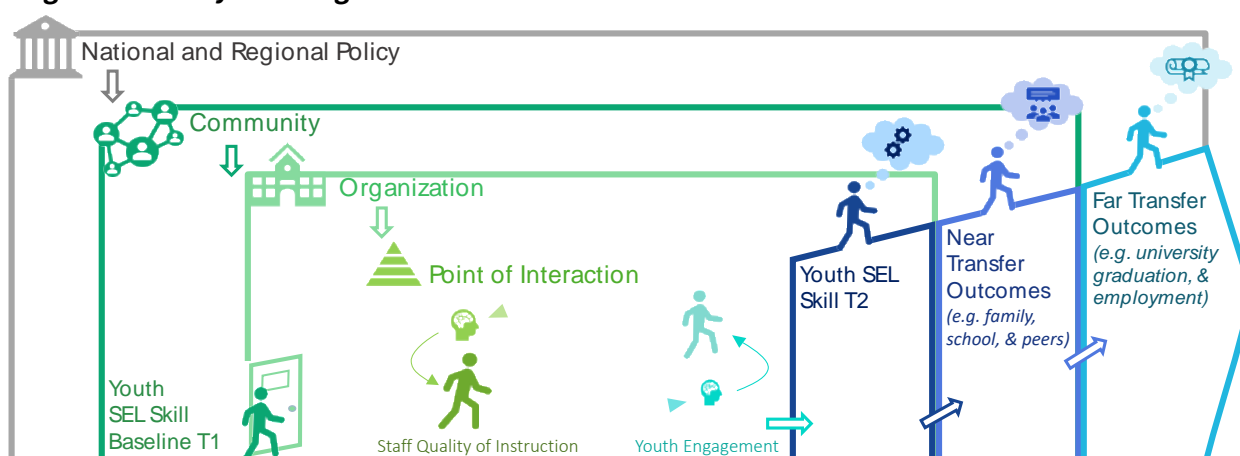 National and Regional Policy
Community
Organization
Point of Interaction
Youth SEL
Skill T2
Near
Transfer
Outcomes
(e.g. family,
school, & peers)
Far Transfer
Outcomes
(e.g. university
graduation, &
employment)
Youth
SEL Skill
Baseline T1
Staff Quality of Instruction
Youth Engagement